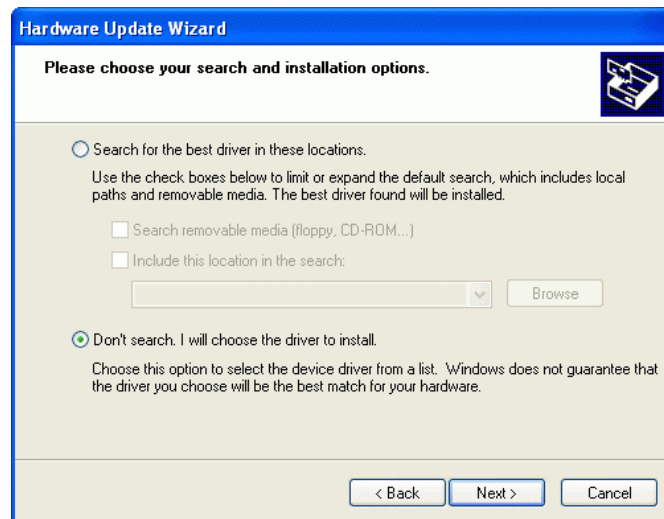 Hardware Update Wizard
Please choose your search and installation options.
Search for the best driver in these locations.
Use the check boxes below to limit or expand the default search, which includes local
paths and removable media. The best driver found will be installed.
Search removable media (floppy, CD-ROM...)
Include this location in the search:
Browse
Don't search. I will choose the driver to install.
Choose this option to select the device driver from a list. Windows does not guarantee that
the driver you choose will be the best match for your hardware.
< Back Next > Cancel